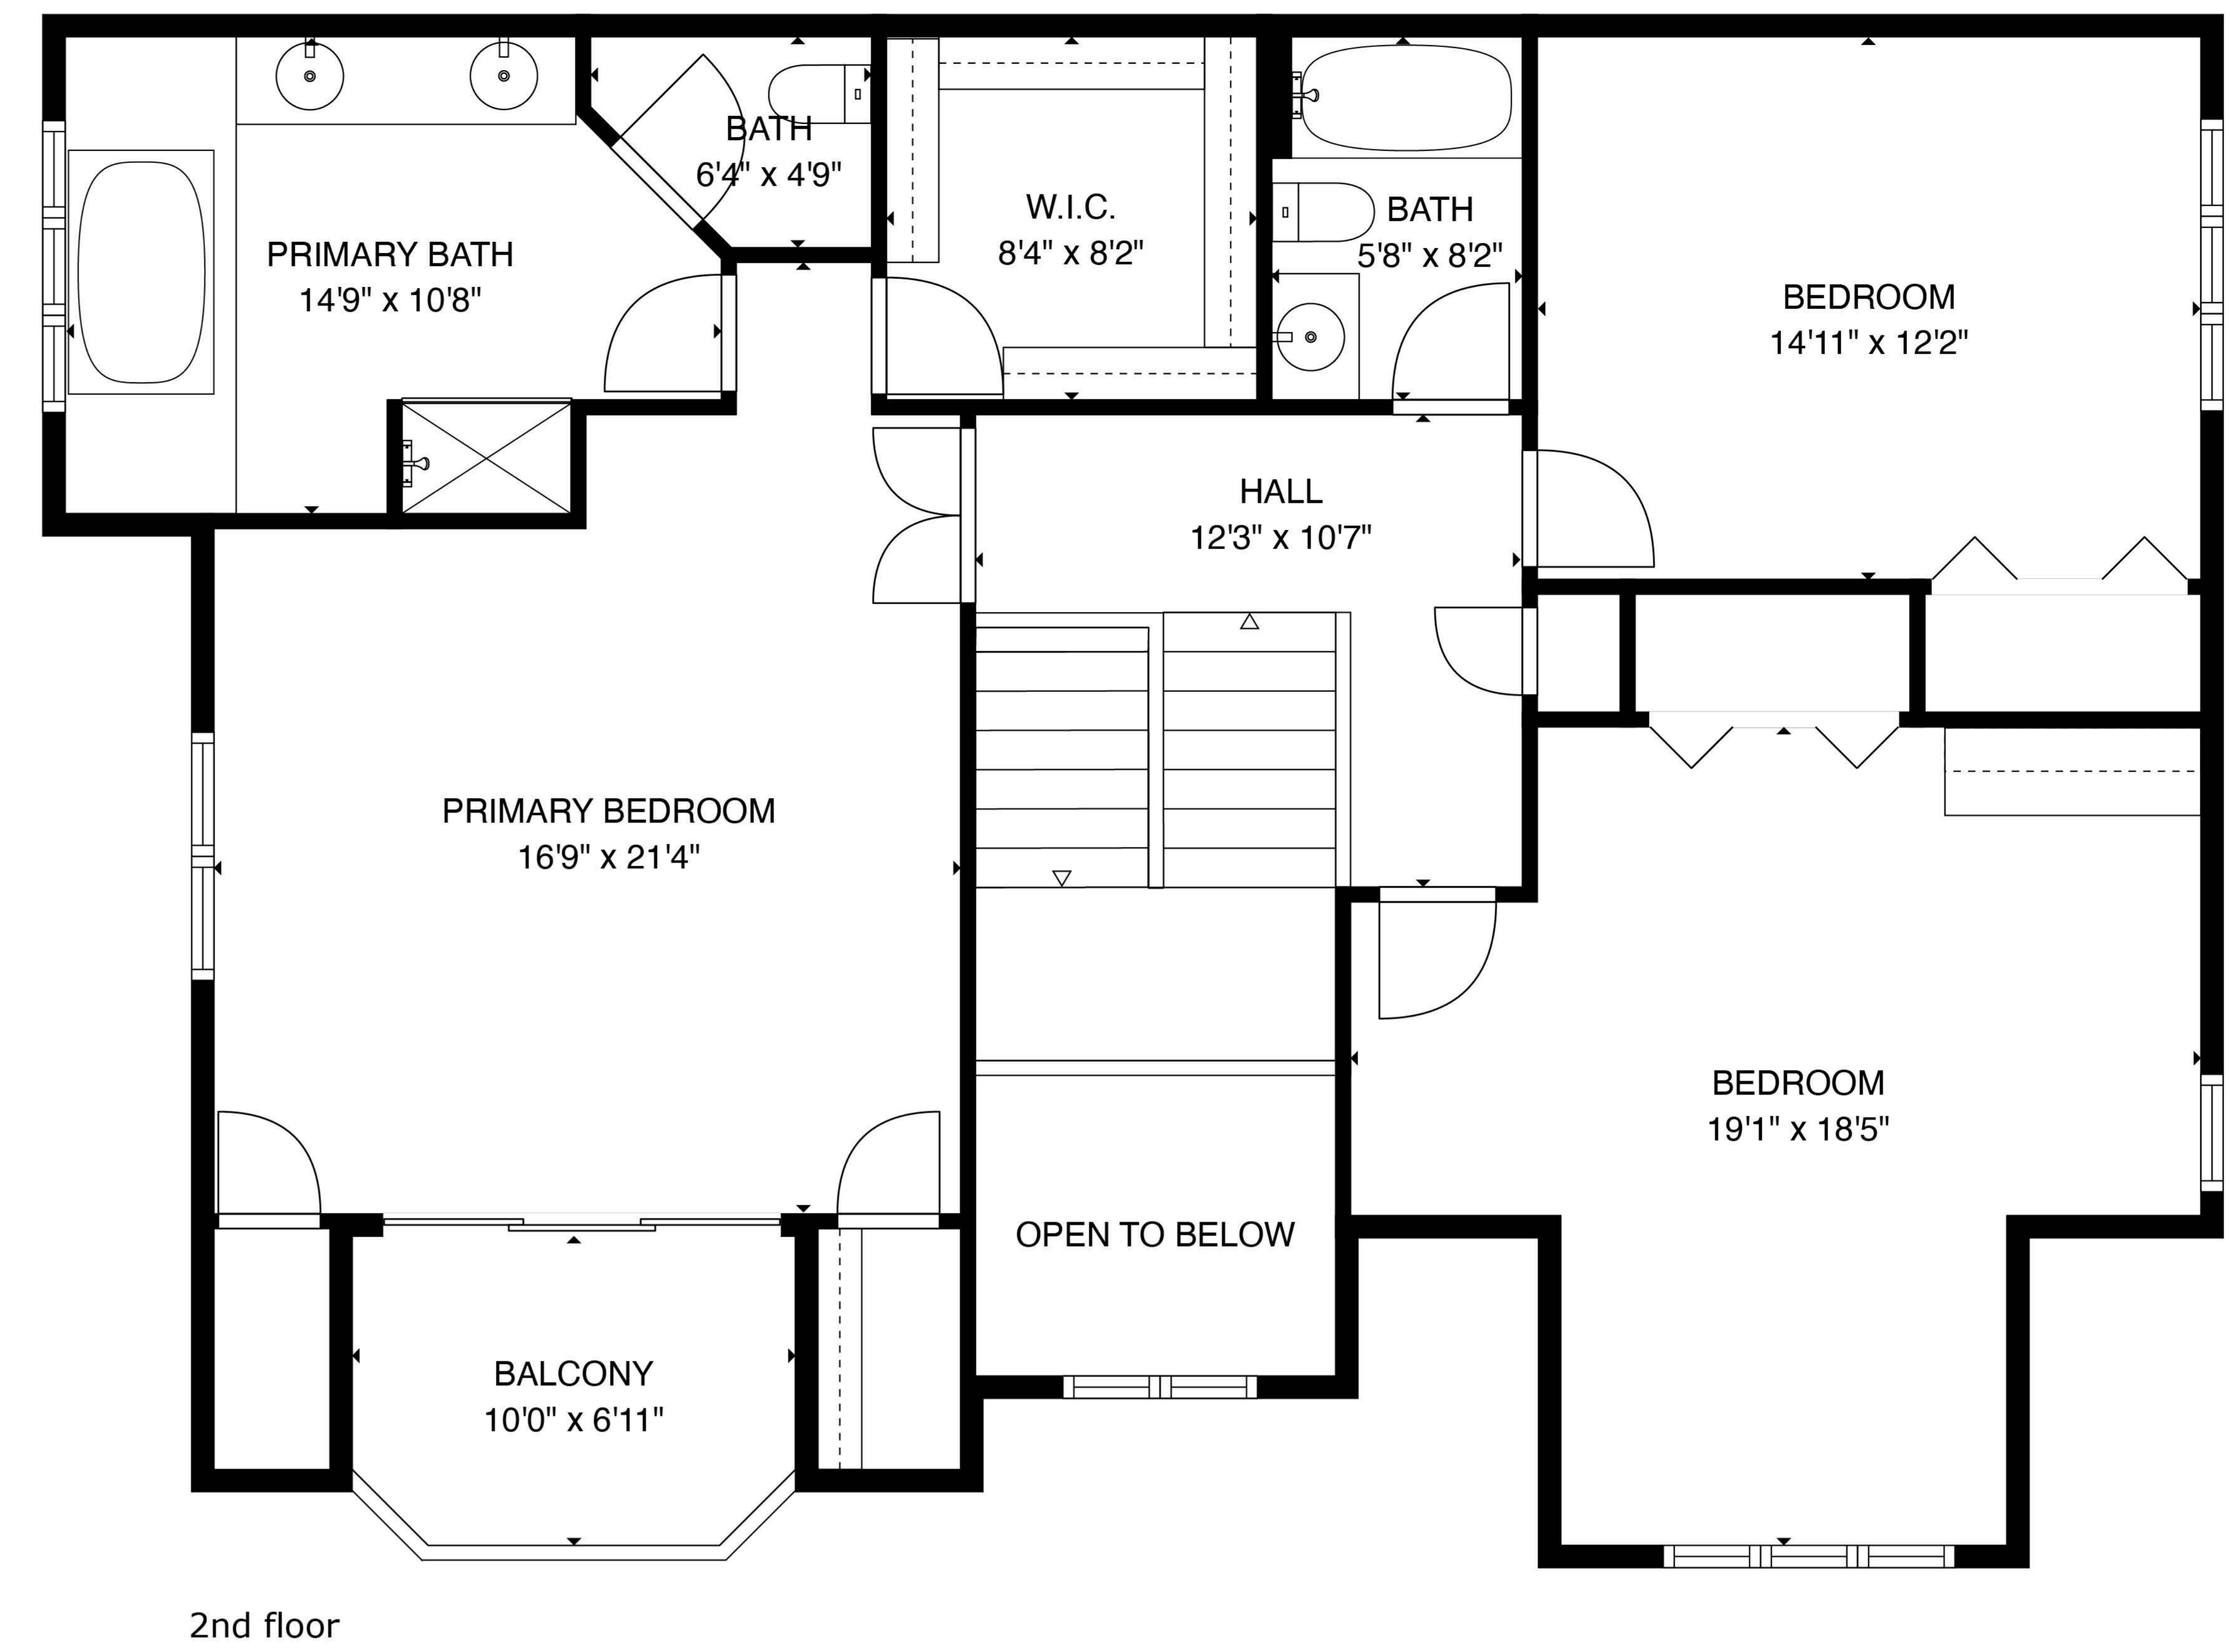 BATH
6'4" x 4'9"
W.I.C.
8'4" x 8'2"
BATH
5'8" x 8'2"
PRIMARY BATH
14'9" x 10'8"
BEDROOM
14'11" x 12'2"
HALL
12'3" x 10'7"
PRIMARY BEDROOM
16'9" x 21'4"
BEDROOM
19'1" x 18'5"
OPEN TO BELOW
BALCONY
10'0" x 6'11"
2nd floor